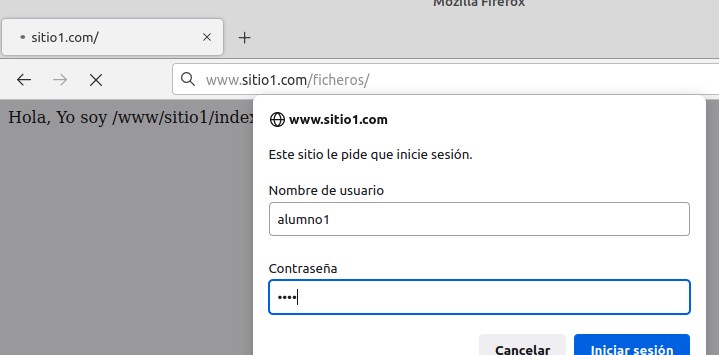 Mozilla Firefox
sitio1.com/
www.sitio1.com/ficheros/
Hola, Yo soy /www/sitio1/index
www.sitio1.com
Este sitio le pide que inicie sesión.
Nombre de usuario
alumno1
Contraseña
••••
Cancelar
Iniciar sesión